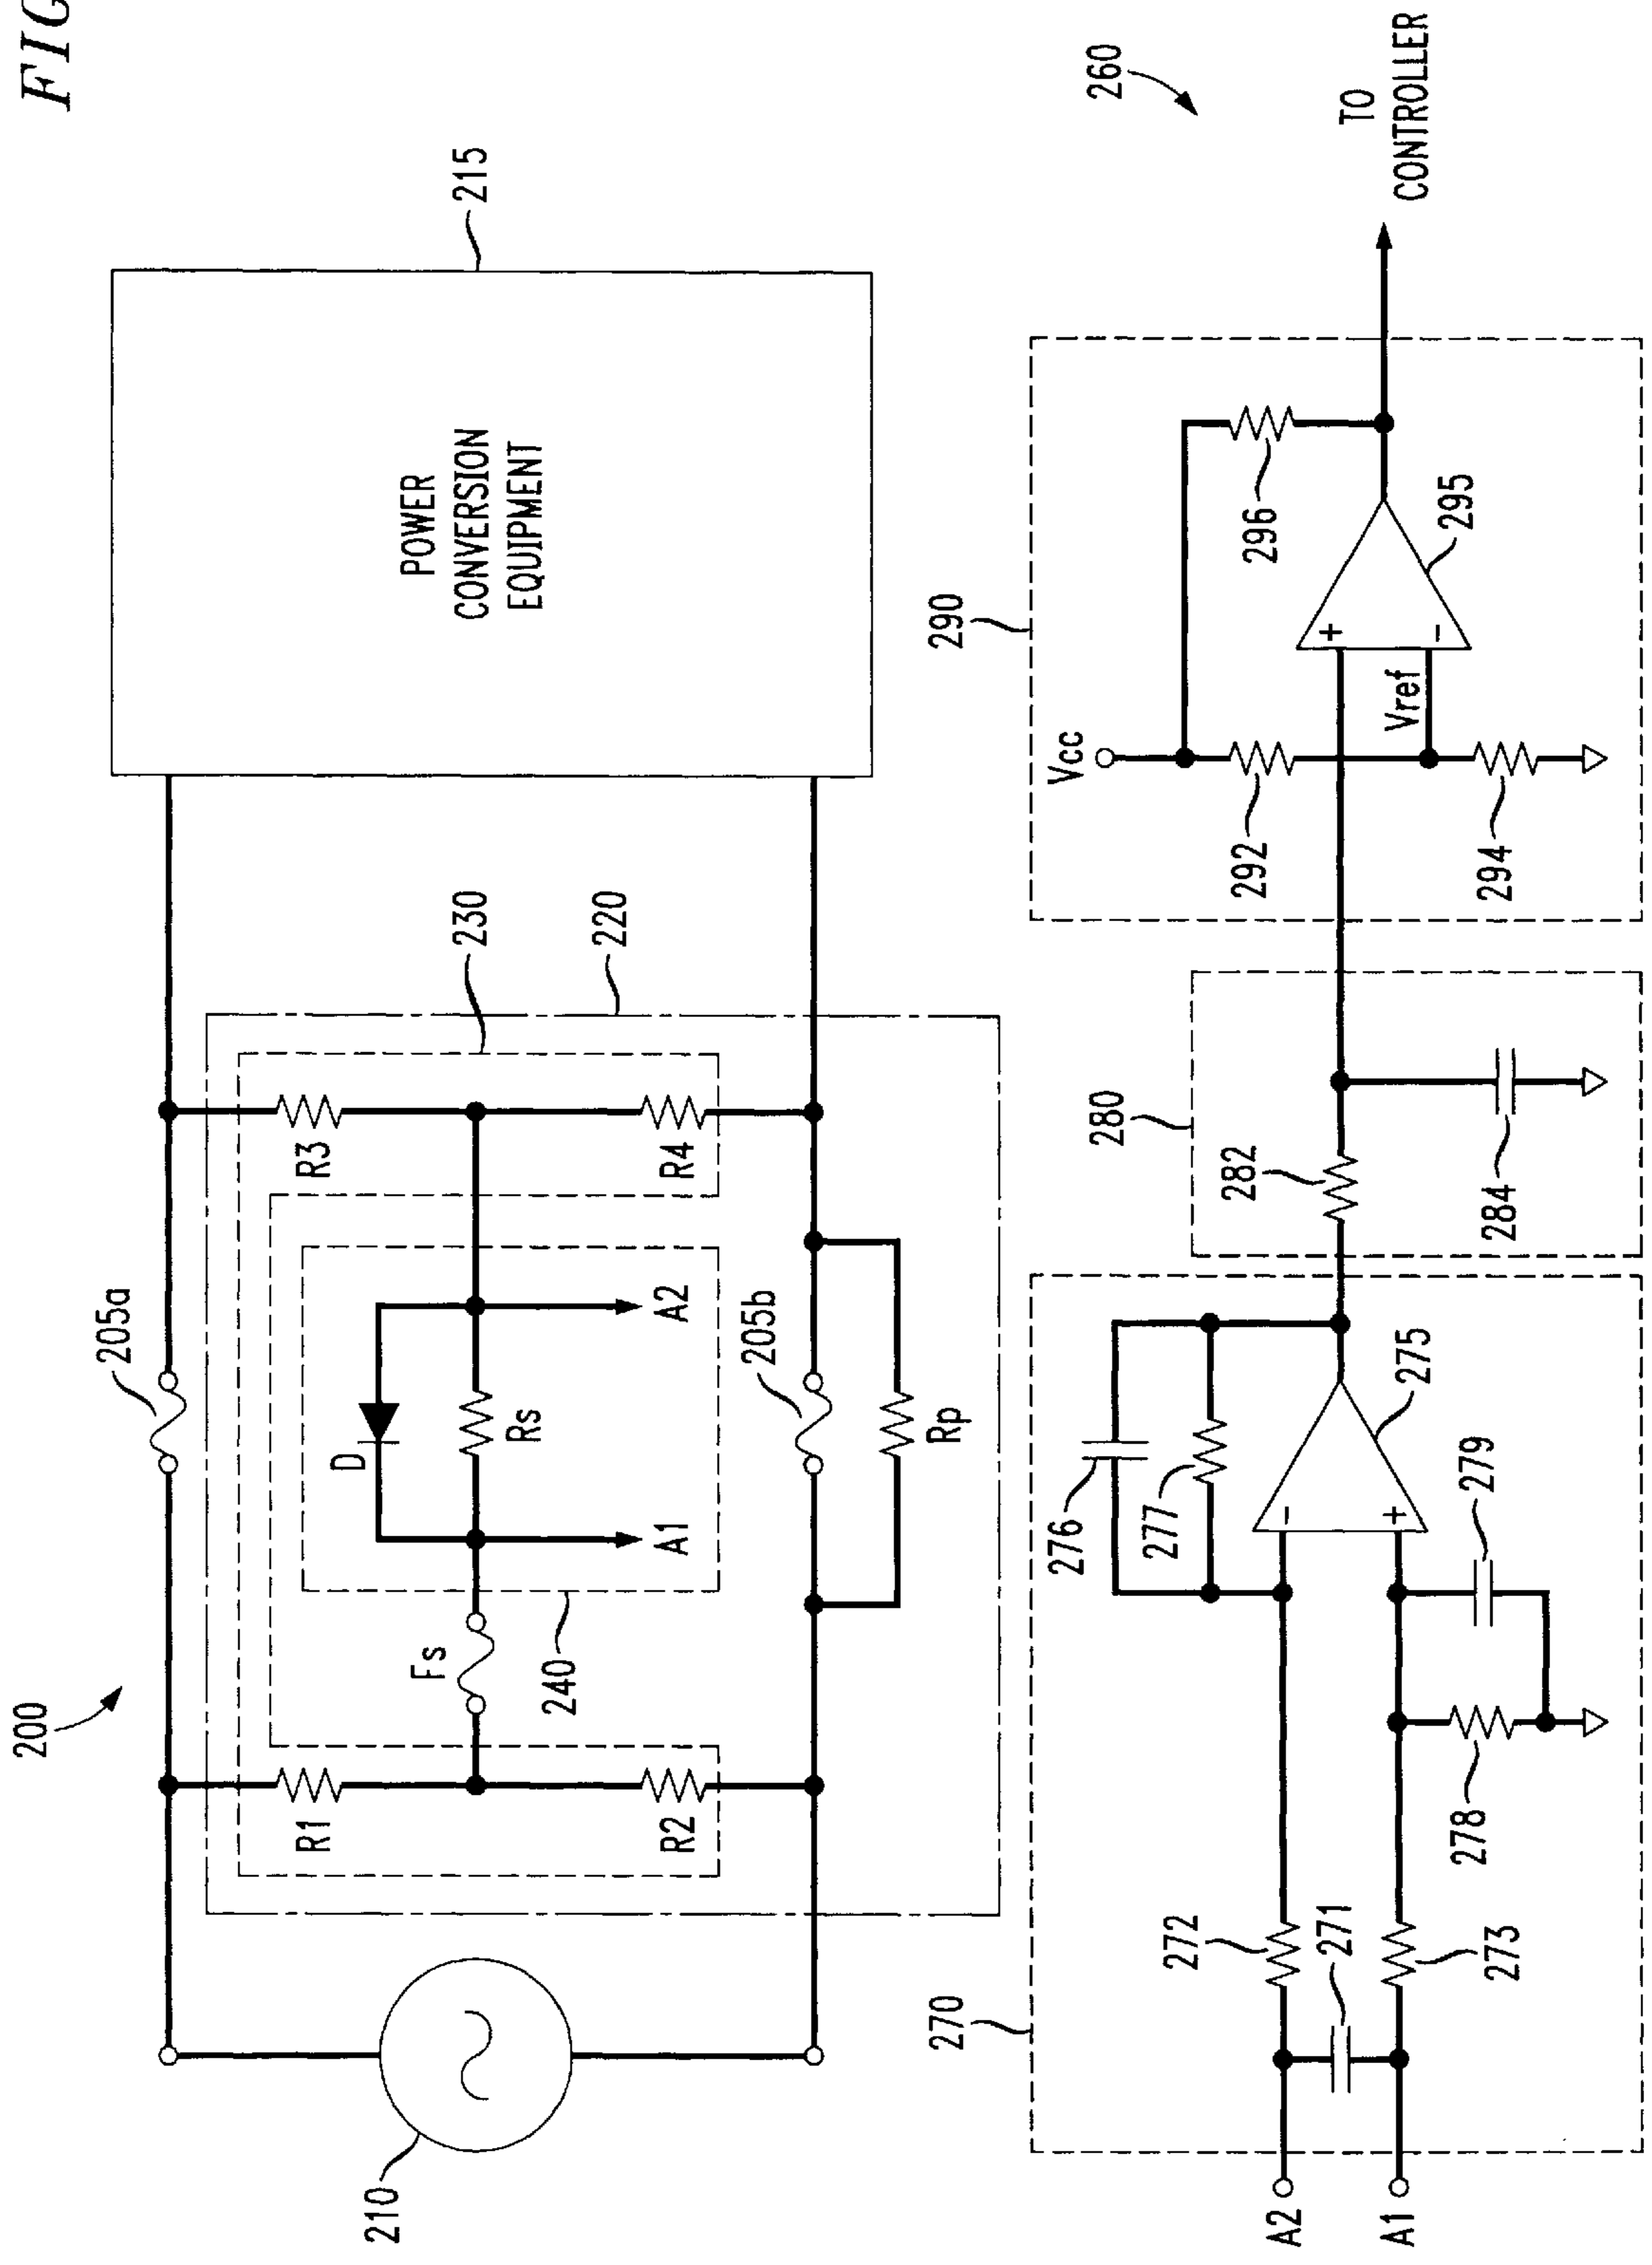 FIG
200
205a
210
215
POWER
CONVERSION
EQUIPMENT
220
230
R1
R2
R3
R4
Fs
D
Rs
A1
A2
240
205b
Rp
260
270
A2
A1
271
272
273
275
-
+
276
277
278
279
280
282
284
290
Vcc
292
294
Vref
+
-
295
296
TO
CONTROLLER